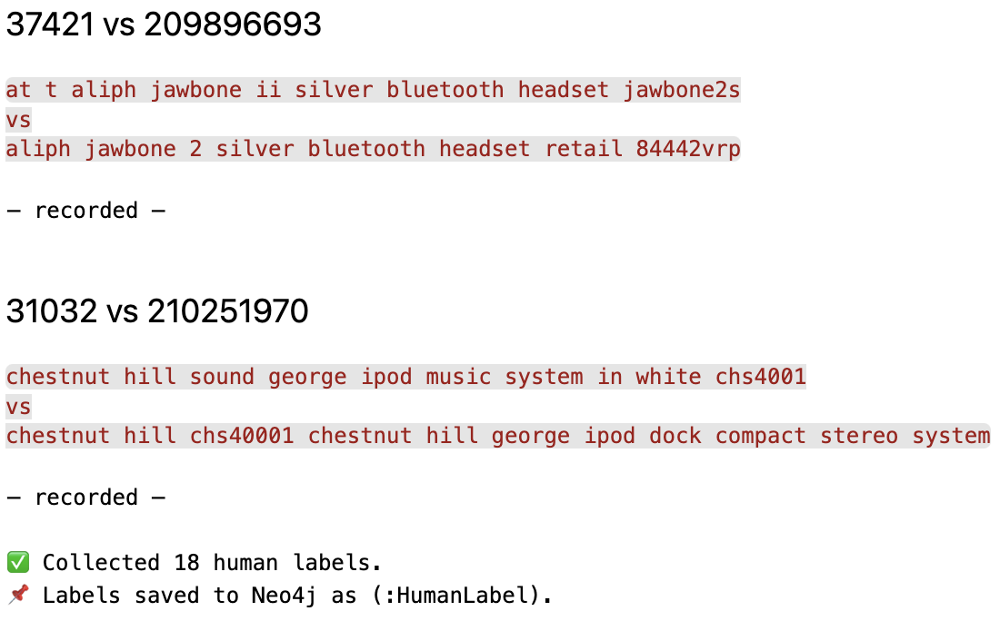 37421 vs 209896693
at t aliph jawbone ii silver bluetooth headset jawbone2s
vs
aliph jawbone 2 silver bluetooth headset retail 84442vrp
— recorded —
31032 vs 210251970
chestnut hill sound george ipod music system in white chs4001
vs
chestnut hill chs40001 chestnut hill george ipod dock compact stereo system
— recorded —
✅ Collected 18 human labels.
📌 Labels saved to Neo4j as (:HumanLabel).